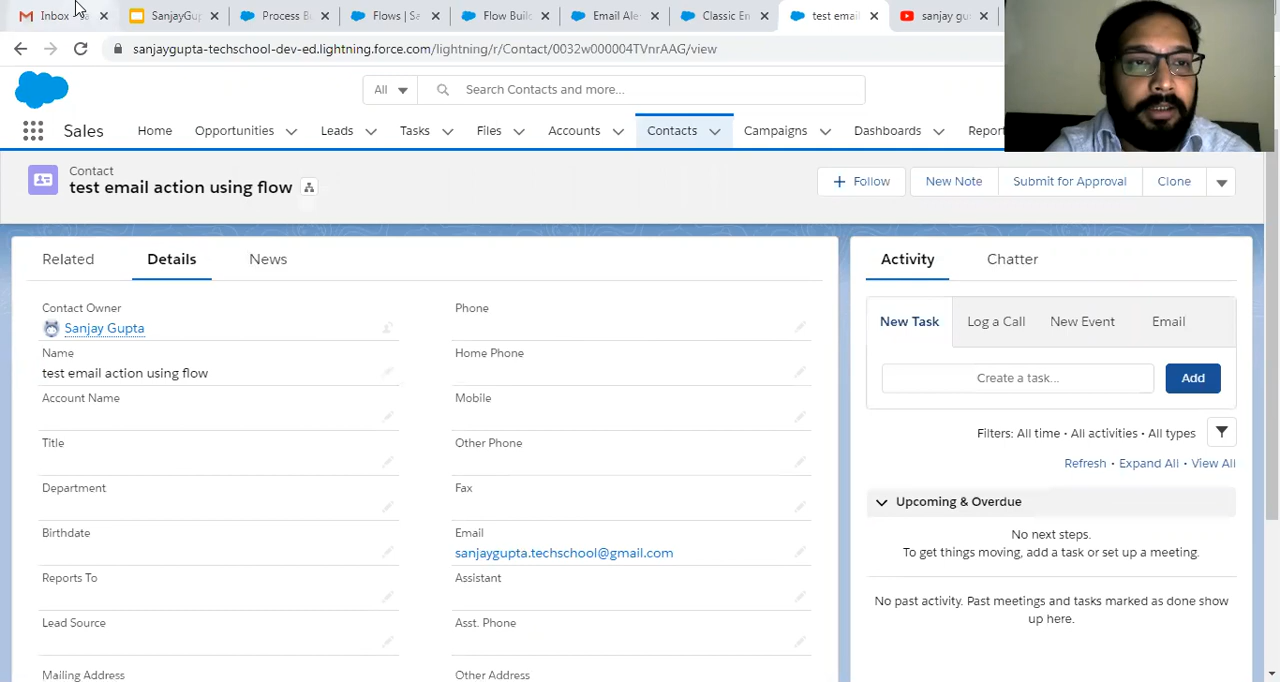 Inbox
SanjayGup
Process Bu
Flows | Sa
Flow Buil
Email Ale
Classic En
test email
sanjay gu
sanjaygupta-techschool-dev-ed.lightning.force.com/lightning/r/Contact/0032w000004TVnrAAG/view
All
Search Contacts and more...
Sales
Home
Opportunities
Leads
Tasks
Files
Accounts
Contacts
Campaigns
Dashboards
Report
Contact
test email action using flow
+ Follow
New Note
Submit for Approval
Clone
Related
Details
News
Contact Owner
Sanjay Gupta
Name
test email action using flow
Account Name
Title
Department
Birthdate
Reports To
Lead Source
Mailing Address
Phone
Home Phone
Mobile
Other Phone
Fax
Email
sanjaygupta.techschool@gmail.com
Assistant
Asst. Phone
Other Address
Activity
Chatter
New Task
Log a Call
New Event
Email
Create a task...
Add
Filters: All time • All activities • All types
Refresh • Expand All • View All
Upcoming & Overdue
No next steps.
To get things moving, add a task or set up a meeting.
No past activity. Past meetings and tasks marked as done show
up here.